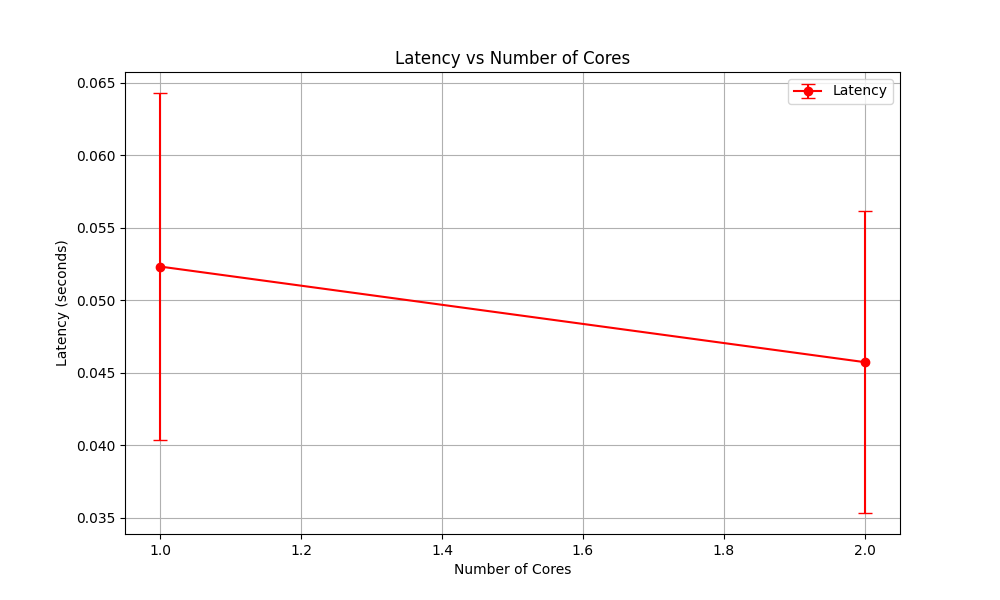 Latency vs Number of Cores
Latency
0.065
0.060
0.055
0.050
0.045
0.040
0.035
Latency (seconds)
1.0 1.2 1.4 1.6 1.8 2.0
Number of Cores